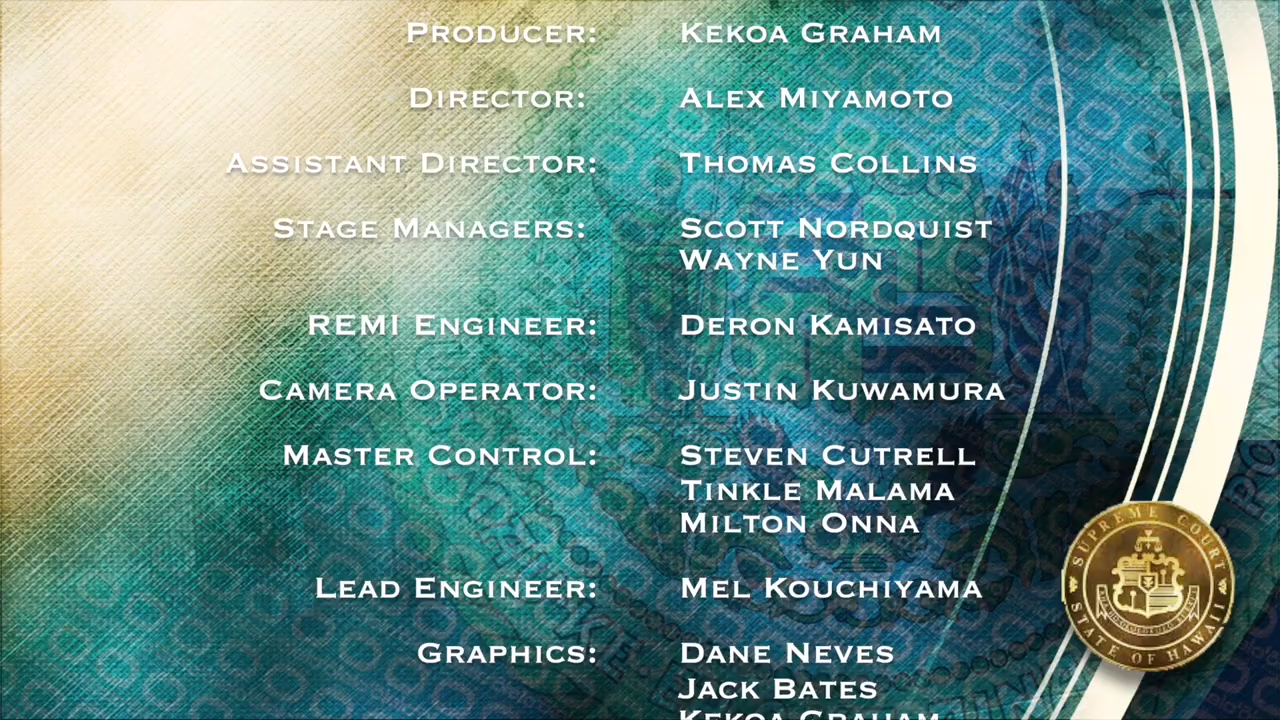 PRODUCER: KEKOA GRAHAM
DIRECTOR: ALEX MIYAMOTO
ASSISTANT DIRECTOR: THOMAS COLLINS
STAGE MANAGERS: SCOTT NORDQUIST
WAYNE YUN
REMI ENGINEER: DERON KAMISATO
CAMERA OPERATOR: JUSTIN KUWAMURA
MASTER CONTROL: STEVEN CUTRELL
TINKLE MALAMA
MILTON ONNA
LEAD ENGINEER: MEL KOUCHIYAMA
GRAPHICS: DANE NEVES
JACK BATES
KEKOA GRAHAM
SUPREME COURT
STATE OF HAWAII